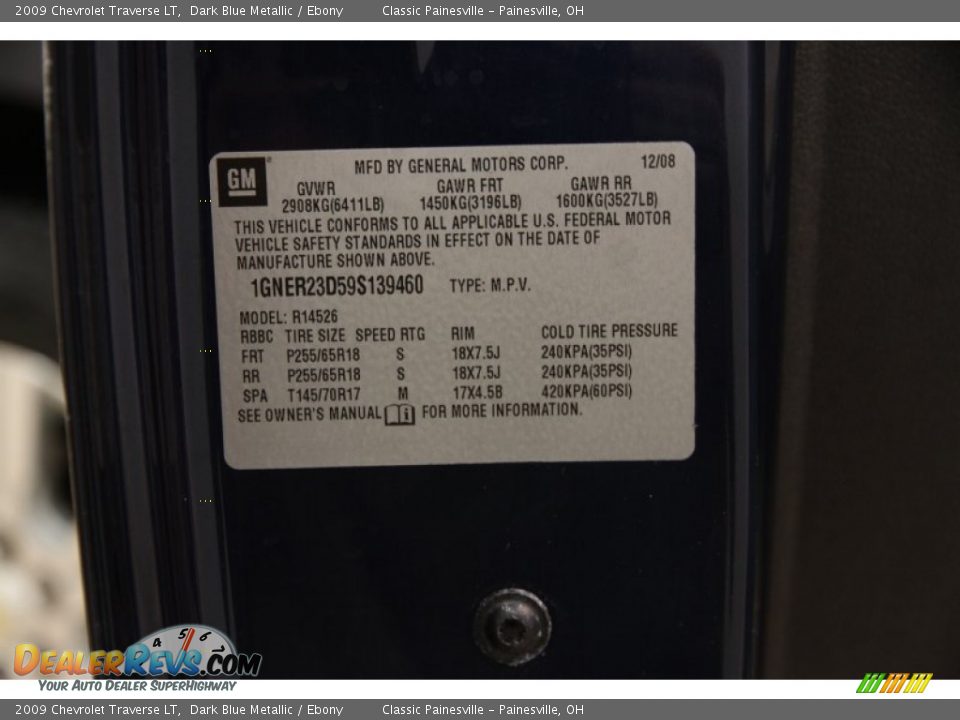 2009 Chevrolet Traverse LT, Dark Blue Metallic / Ebony Classic Painesville – Painesville, OH
GM
MFD BY GENERAL MOTORS CORP. 12/08
GVWR GAWR FRT GAWR RR
2908KG(6411LB) 1450KG(3196LB) 1600KG(3527LB)
THIS VEHICLE CONFORMS TO ALL APPLICABLE U.S. FEDERAL MOTOR
VEHICLE SAFETY STANDARDS IN EFFECT ON THE DATE OF
MANUFACTURE SHOWN ABOVE.
1GNER23D59S139460 TYPE: M.P.V.
MODEL: R14526
RBBC TIRE SIZE SPEED RTG RIM COLD TIRE PRESSURE
FRT P255/65R18 S 18X7.5J 240KPA(35PSI)
RR P255/65R18 S 18X7.5J 240KPA(35PSI)
SPA T145/70R17 M 17X4.5B 420KPA(60PSI)
SEE OWNER'S MANUAL FOR MORE INFORMATION.
4 5 6
DealerRevs.com
Your Auto Dealer SuperHighway
2009 Chevrolet Traverse LT, Dark Blue Metallic / Ebony Classic Painesville – Painesville, OH